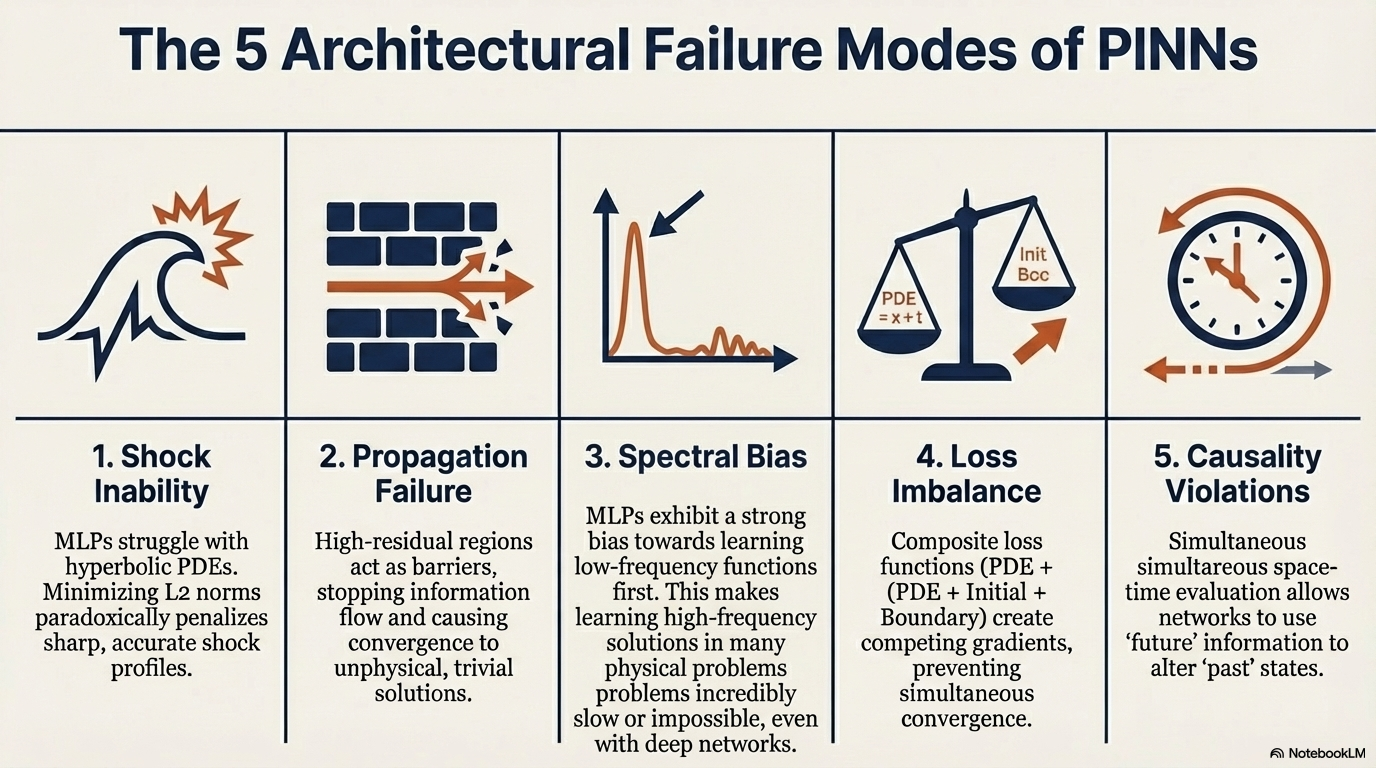 The 5 Architectural Failure Modes of PINNs
PDE
= x + t
Init
Bcc
1. Shock
Inability
MLPs struggle with
hyperbolic PDEs.
Minimizing L2 norms
paradoxically penalizes
sharp, accurate shock
profiles.
2. Propagation
Failure
High-residual regions
act as barriers,
stopping information
flow and causing
convergence to
unphysical, trivial
solutions.
3. Spectral Bias
MLPs exhibit a strong
bias towards learning
low-frequency functions
first. This makes
learning high-frequency
solutions in many
physical problems
problems incredibly
slow or impossible, even
with deep networks.
4. Loss
Imbalance
Composite loss
functions (PDE +
(PDE + Initial +
Boundary) create
competing gradients,
preventing
simultaneous
convergence.
5. Causality
Violations
Simultaneous
simultareous space-
time evaluation allows
networks to use
‘future’ information to
alter ‘past’ states.
NotebookLM